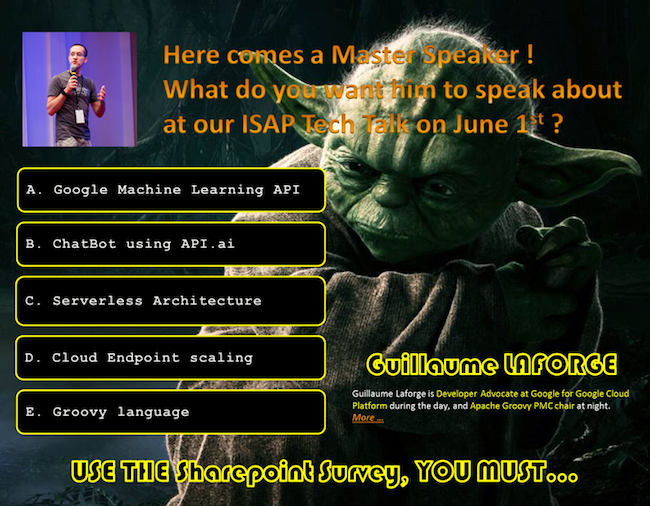 Here comes a Master Speaker !
What do you want him to speak about
at our ISAP Tech Talk on June 1st ?
A. Google Machine Learning API
B. ChatBot using API.ai
C. Serverless Architecture
D. Cloud Endpoint scaling
E. Groovy language
Guillaume LAFORGE
Guillaume Laforge is Developer Advocate at Google for Google Cloud
Platform during the day, and Apache Groovy PMC chair at night.
More ...
USE THE Sharepoint Survey, YOU MUST...